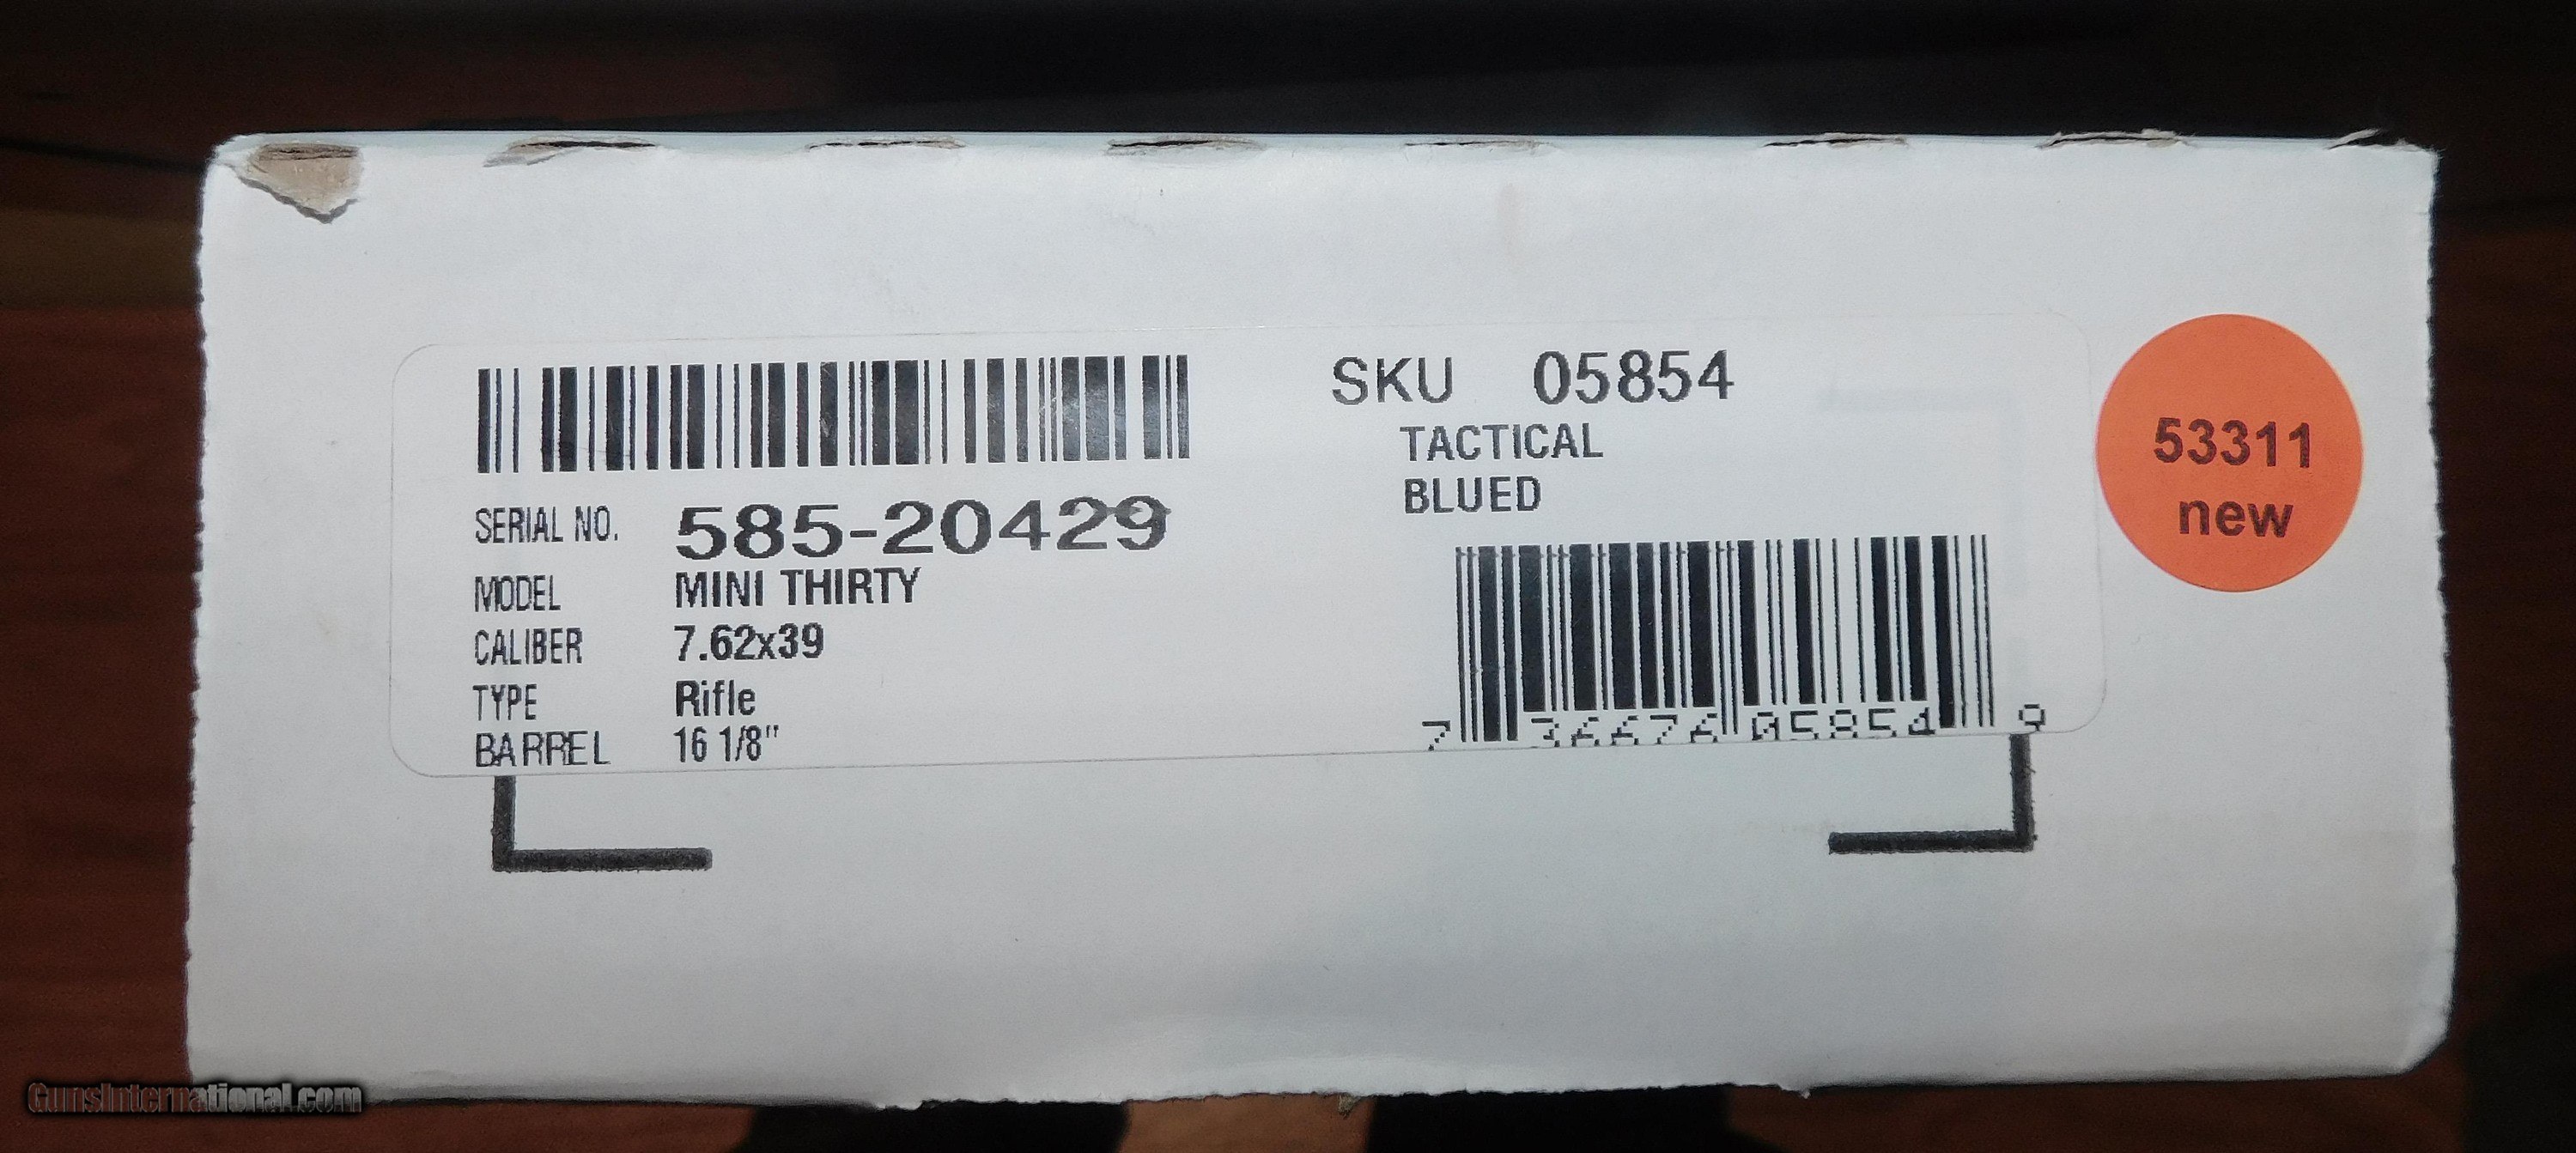 SKU 05854
TACTICAL
BLUED
SERIAL NO. 585-20429
MODEL MINI THIRTY
CALIBER 7.62x39
TYPE Rifle
BARREL 16 1/8"
7 36676 05854 9
53311
new
GunsInternational.com